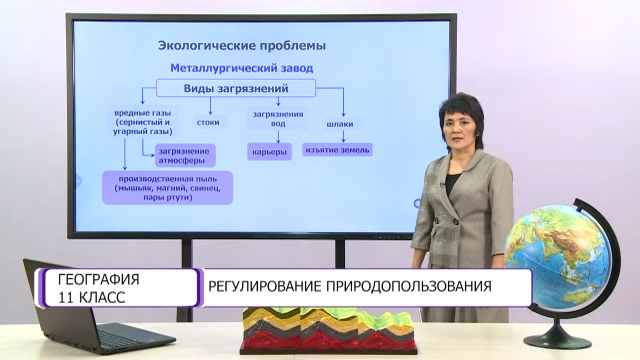 Экологические проблемы
Металлургический завод
Виды загрязнений
вредные газы
(сернистый и
угарный газы)
стоки
загрязнения
вод
шлаки
загрязнение
атмосферы
карьеры
изъятие земель
производственная пыль
(мышьяк, магний, свинец,
пары ртути)
ГЕОГРАФИЯ
11 КЛАСС
РЕГУЛИРОВАНИЕ ПРИРОДОПОЛЬЗОВАНИЯ